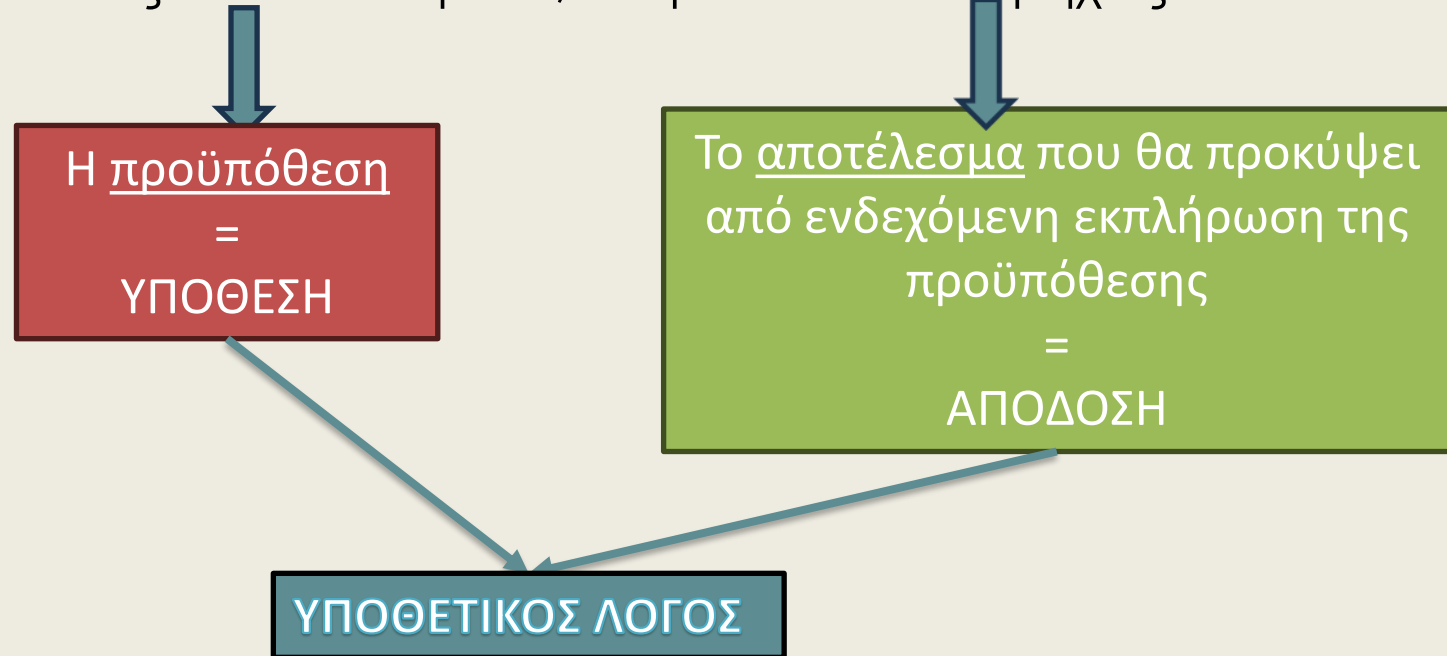 Η προϋπόθεση
=
ΥΠΟΘΕΣΗ
Το αποτέλεσμα που θα προκύψει
από ενδεχόμενη εκπλήρωση της
προϋπόθεσης
=
ΑΠΟΔΟΣΗ
ΥΠΟΘΕΤΙΚΟΣ ΛΟΓΟΣ